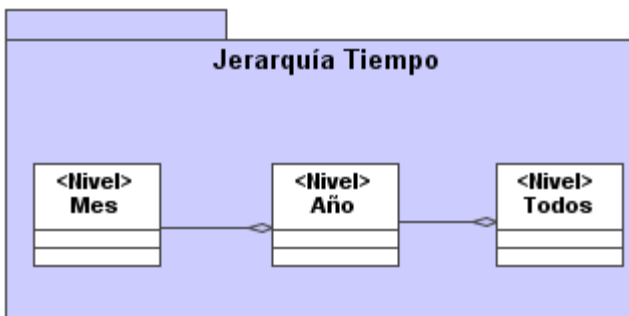 Jerarquía Tiempo
<Nivel>
Mes
<Nivel>
Año
<Nivel>
Todos